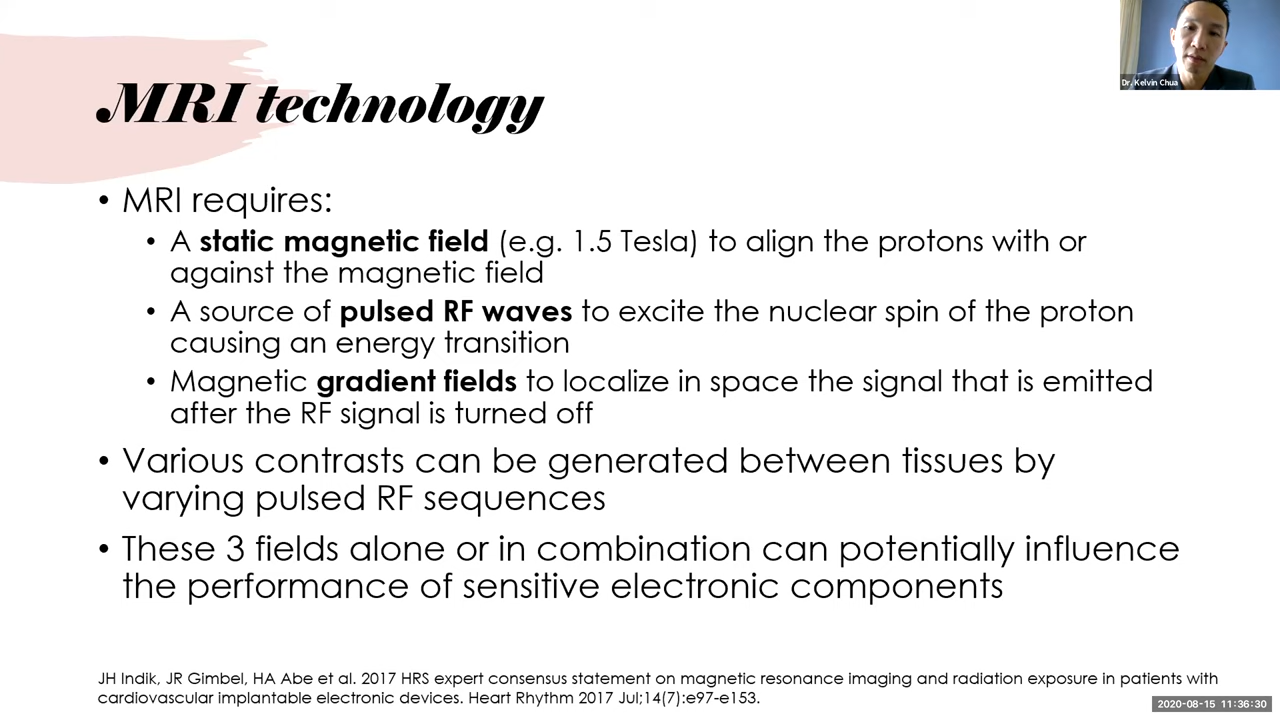 Dr. Kelvin Chua
MRI technology
• MRI requires:
• A static magnetic field (e.g. 1.5 Tesla) to align the protons with or
against the magnetic field
• A source of pulsed RF waves to excite the nuclear spin of the proton
causing an energy transition
• Magnetic gradient fields to localize in space the signal that is emitted
after the RF signal is turned off
• Various contrasts can be generated between tissues by
varying pulsed RF sequences
• These 3 fields alone or in combination can potentially influence
the performance of sensitive electronic components
JH Indik, JR Gimbel, HA Abe et al. 2017 HRS expert consensus statement on magnetic resonance imaging and radiation exposure in patients with
cardiovascular implantable electronic devices. Heart Rhythm 2017 Jul;14(7):e97-e153.
2020-08-15 11:36:30